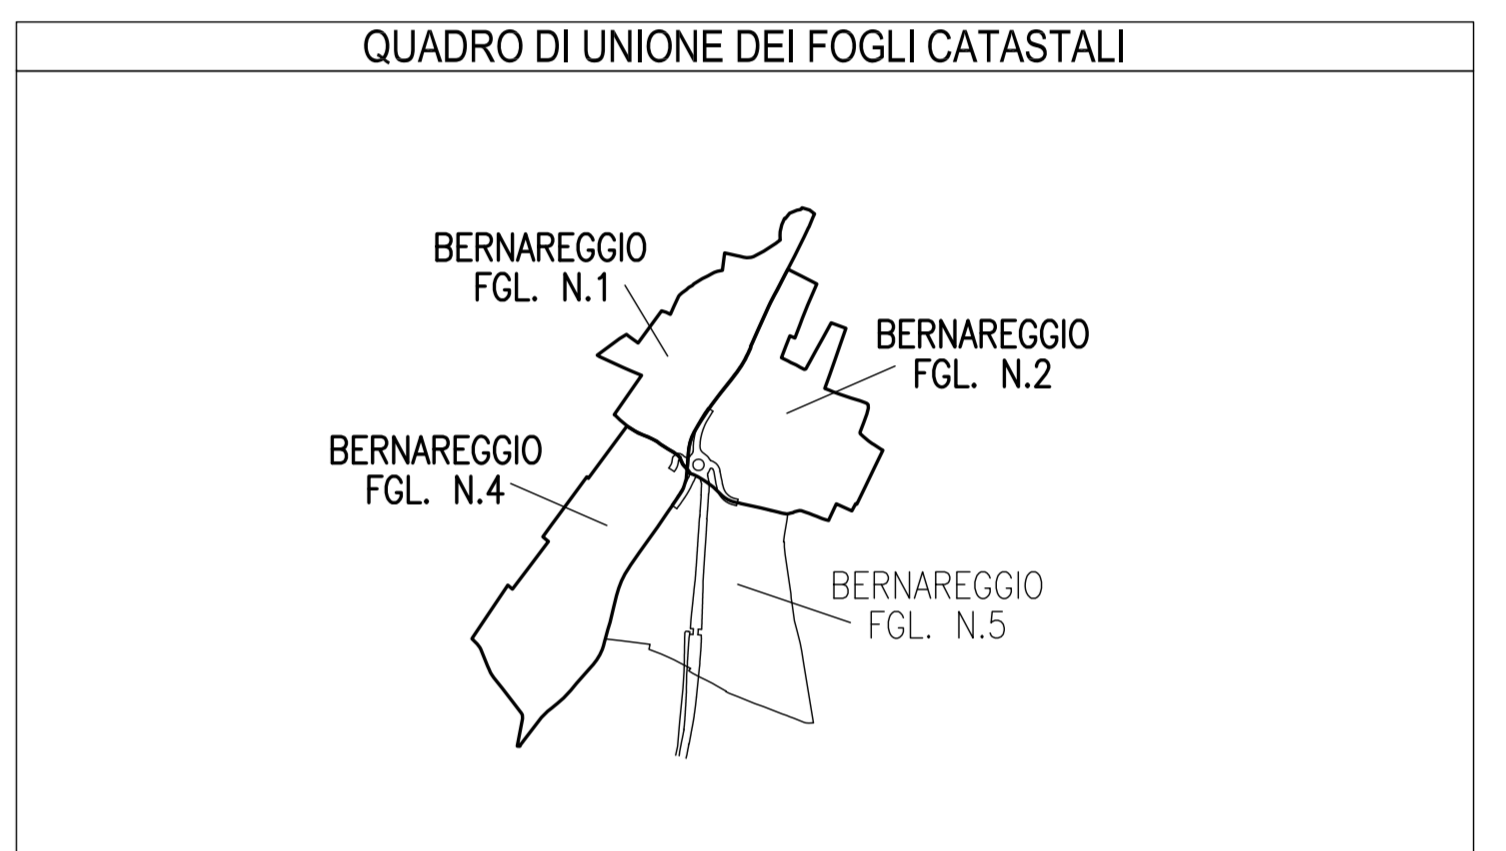 QUADRO DI UNIONE DEI FOGLI CATASTALI
BERNAREGGIO
FGL. N.1
BERNAREGGIO
FGL. N.2
BERNAREGGIO
FGL. N.4
BERNAREGGIO
FGL. N.5